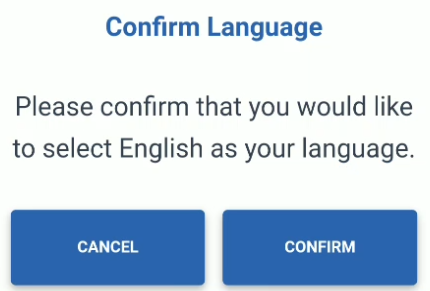 Confirm Language
Please confirm that you would like
to select English as your language.
CANCEL
CONFIRM